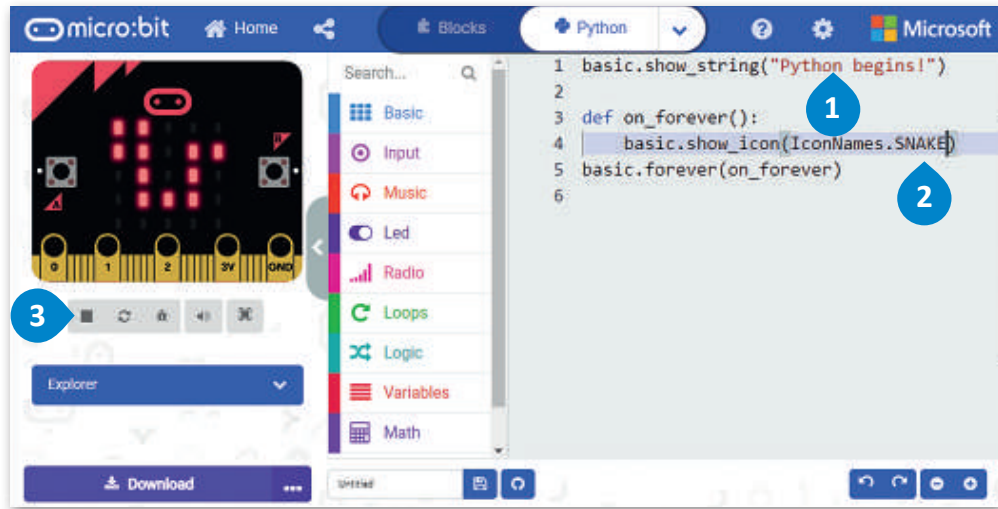 micro:bit Home Blocks Python Microsoft
Search...
Basic
Input
Music
Led
Radio
Loops
Logic
Variables
Math
1 basic.show_string("Python begins!")
2
3 def on_forever():
4 basic.show_icon(IconNames.SNAKE)
5 basic.forever(on_forever)
6
1
2
A
B
0 1 2 3V GND
3
Explorer
Download ...
Untitled